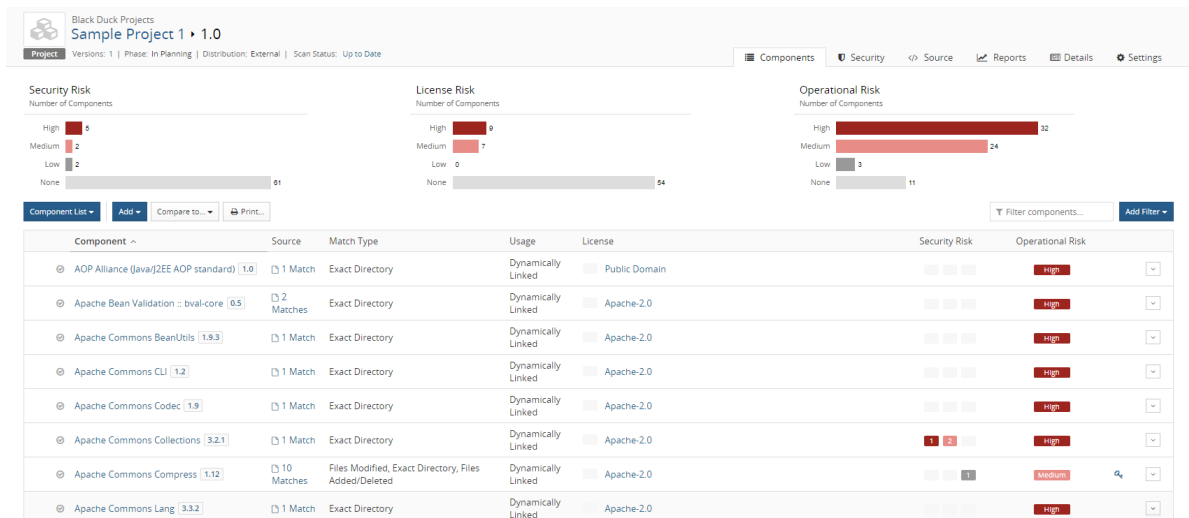 Black Duck Projects
Sample Project 1 ▸ 1.0
Project Versions: 1 | Phase: In Planning | Distribution: External | Scan Status: Up to Date
Components Security Source Reports Details Settings
Security Risk
Number of Components
High 5
Medium 2
Low 2
None 61
License Risk
Number of Components
High 9
Medium 7
Low 0
None 54
Operational Risk
Number of Components
High 32
Medium 24
Low 3
None 11
Component List Add Compare to... Print... Filter components... Add Filter
Component Source Match Type Usage License Security Risk Operational Risk
AOP Alliance (Java/J2EE AOP standard) 1.0 1 Match Exact Directory Dynamically Linked Public Domain High
Apache Bean Validation :: bval-core 0.5 2 Matches Exact Directory Dynamically Linked Apache-2.0 High
Apache Commons BeanUtils 1.9.3 1 Match Exact Directory Dynamically Linked Apache-2.0 High
Apache Commons CLI 1.2 1 Match Exact Directory Dynamically Linked Apache-2.0 High
Apache Commons Codec 1.9 1 Match Exact Directory Dynamically Linked Apache-2.0 High
Apache Commons Collections 3.2.1 1 Match Exact Directory Dynamically Linked Apache-2.0 1 2 High
Apache Commons Compress 1.12 10 Matches Files Modified, Exact Directory, Files Added/Deleted Dynamically Linked Apache-2.0 1 Medium
Apache Commons Lang 3.3.2 1 Match Exact Directory Dynamically Linked Apache-2.0 High